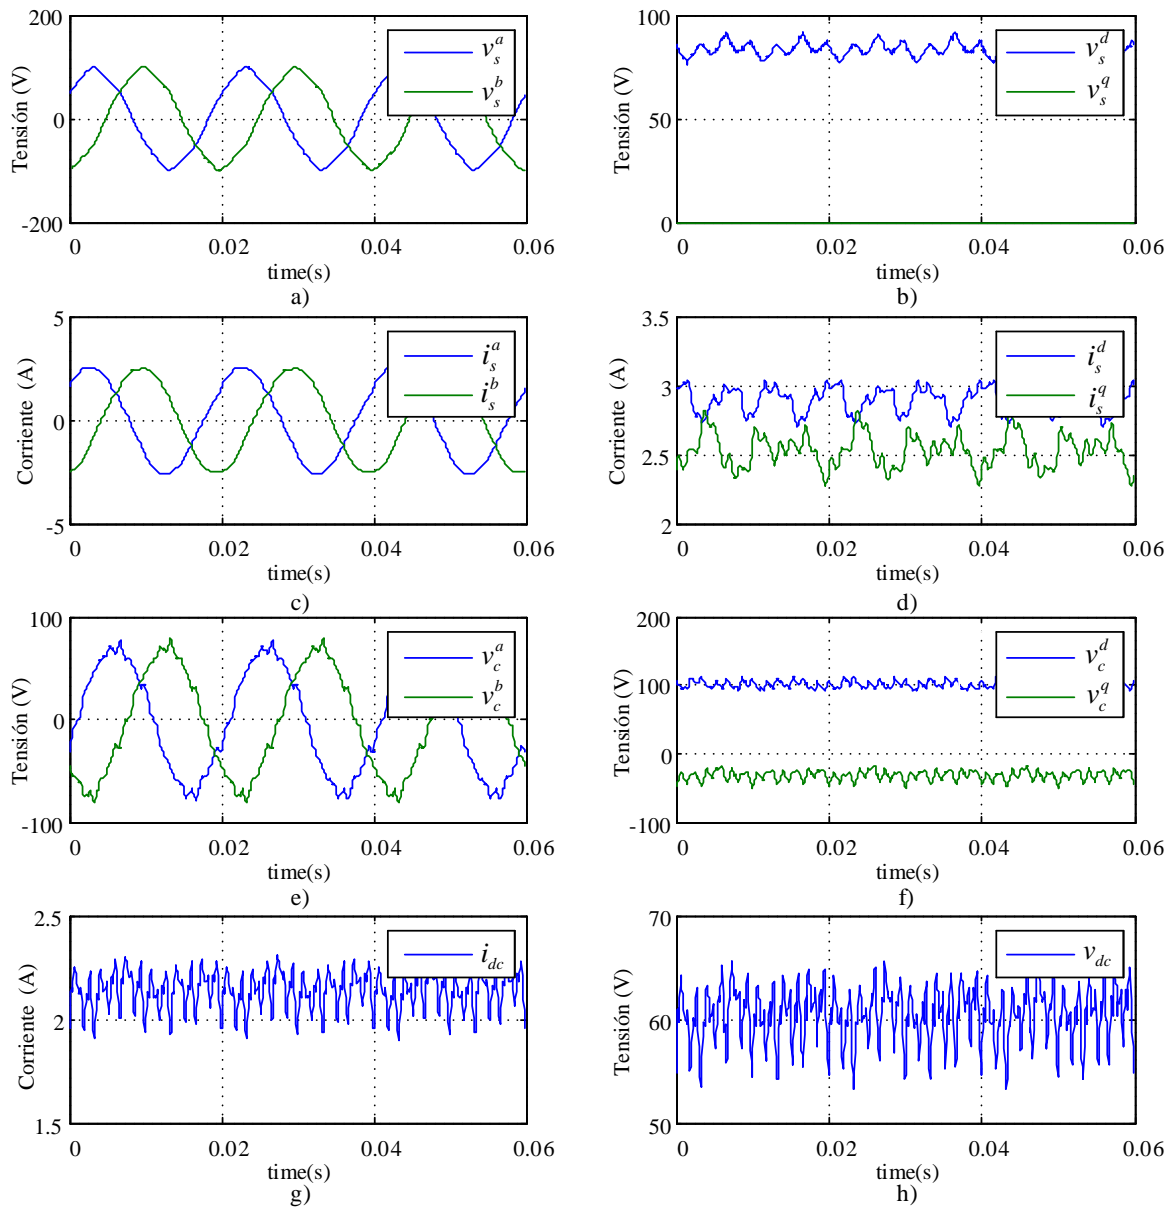 200
0
-200
Tensión (V)
v_s^a
v_s^b
0 0.02 0.04 0.06
time(s)
a)
100
50
0
Tensión (V)
v_s^d
v_s^q
0 0.02 0.04 0.06
time(s)
b)
5
0
-5
Corriente (A)
i_s^a
i_s^b
0 0.02 0.04 0.06
time(s)
c)
3.5
3
2.5
2
Corriente (A)
i_s^d
i_s^q
0 0.02 0.04 0.06
time(s)
d)
100
0
-100
Tensión (V)
v_c^a
v_c^b
0 0.02 0.04 0.06
time(s)
e)
200
100
0
-100
Tensión (V)
v_c^d
v_c^q
0 0.02 0.04 0.06
time(s)
f)
2.5
2
1.5
Corriente (A)
i_dc
0 0.02 0.04 0.06
time(s)
g)
70
60
50
Tensión (V)
v_dc
0 0.02 0.04 0.06
time(s)
h)